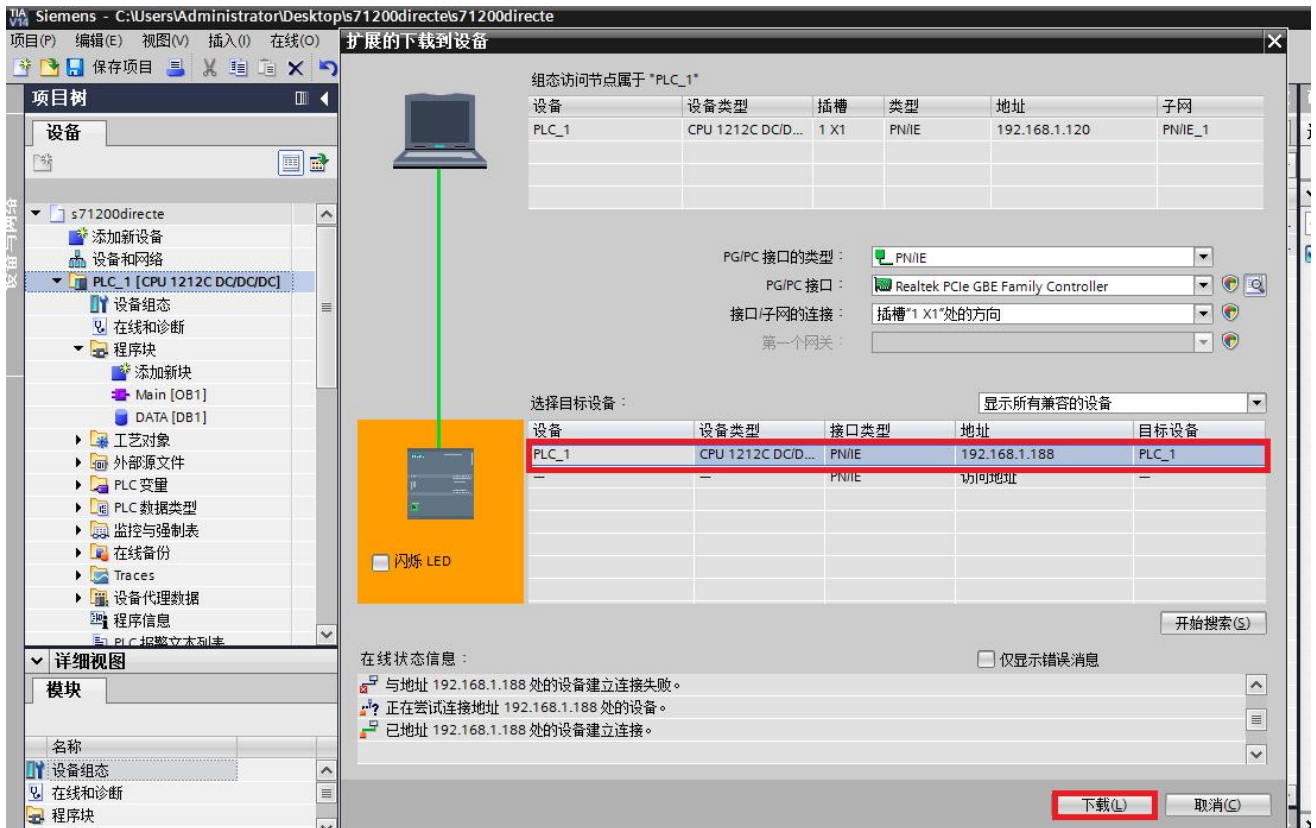 TIA V14 Siemens - C:\Users\Administrator\Desktop\s71200directe\s71200directe
项目(P) 编辑(E) 视图(V) 插入(I) 在线(O)
保存项目
项目树
设备
s71200directe
添加新设备
设备和网络
PLC_1 [CPU 1212C DC/DC/DC]
设备组态
在线和诊断
程序块
添加新块
Main [OB1]
DATA [DB1]
工艺对象
外部源文件
PLC 变量
PLC 数据类型
监控与强制表
在线备份
Traces
设备代理数据
程序信息
PLC 报警文本列表
详细视图
模块
名称
设备组态
在线和诊断
程序块
扩展的下载到设备
组态访问节点属于 "PLC_1"
设备 设备类型 插槽 类型 地址 子网
PLC_1 CPU 1212C DC/D... 1 X1 PN/IE 192.168.1.120 PN/IE_1
PG/PC 接口的类型: PN/IE
PG/PC 接口: Realtek PCIe GBE Family Controller
接口/子网的连接: 插槽"1 X1"处的方向
第一个网关:
选择目标设备: 显示所有兼容的设备
设备 设备类型 接口类型 地址 目标设备
PLC_1 CPU 1212C DC/D... PN/IE 192.168.1.188 PLC_1
— — PN/IE 访问地址 —
闪烁 LED
开始搜索(S)
在线状态信息: 仅显示错误消息
与地址 192.168.1.188 处的设备建立连接失败。
正在尝试连接地址 192.168.1.188 处的设备。
已地址 192.168.1.188 处的设备建立连接。
下载(L) 取消(C)